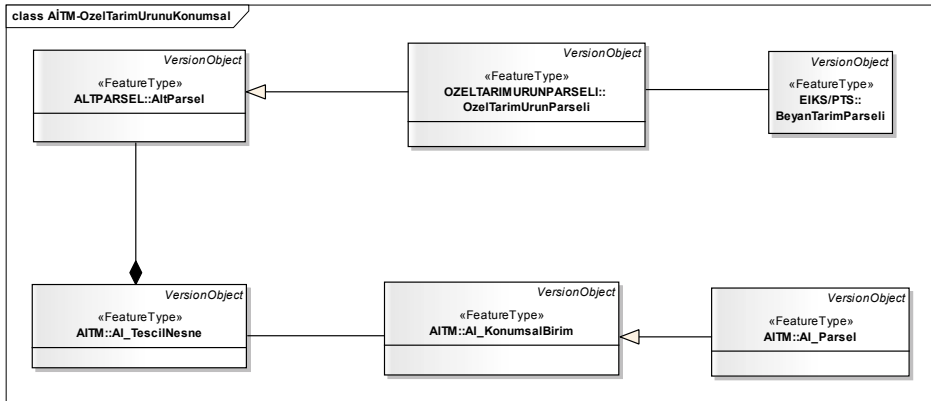 class AİTM-OzelTarimUrunuKonumsal
VersionObject
«FeatureType»
ALTPARSEL::AltParsel
VersionObject
«FeatureType»
OZELTARIMURUNPARSELI::
OzelTarimUrunParseli
VersionObject
«FeatureType»
EIKS/PTS::
BeyanTarimParseli
VersionObject
«FeatureType»
AITM::AI_TescilNesne
VersionObject
«FeatureType»
AITM::AI_KonumsalBirim
VersionObject
«FeatureType»
AITM::AI_Parsel